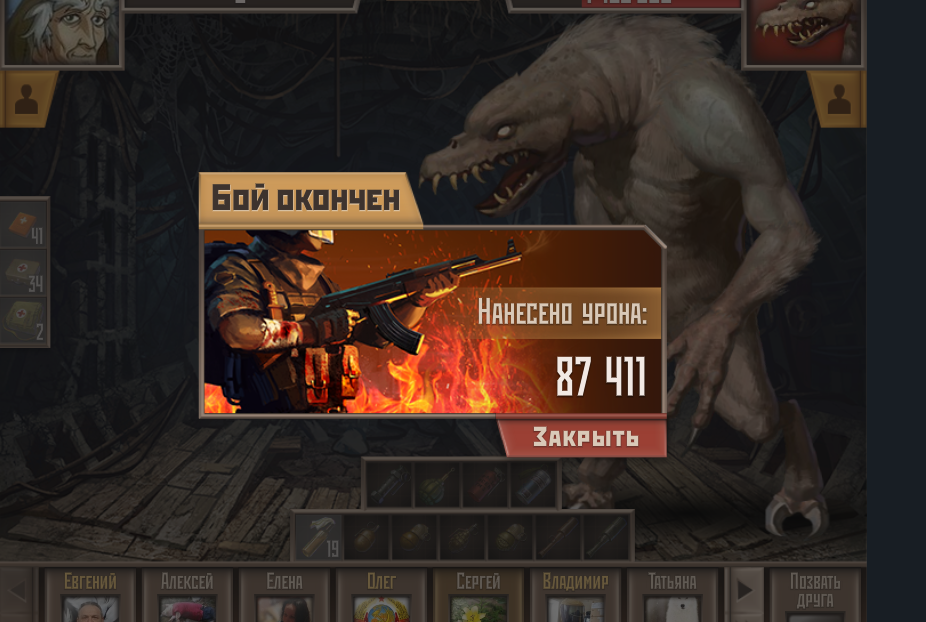 41
34
2
Бой окончен
Нанесено урона:
87 411
Закрыть
19
Евгений
Алексей
Елена
Олег
Сергей
Владимир
Татьяна
Позвать
друга